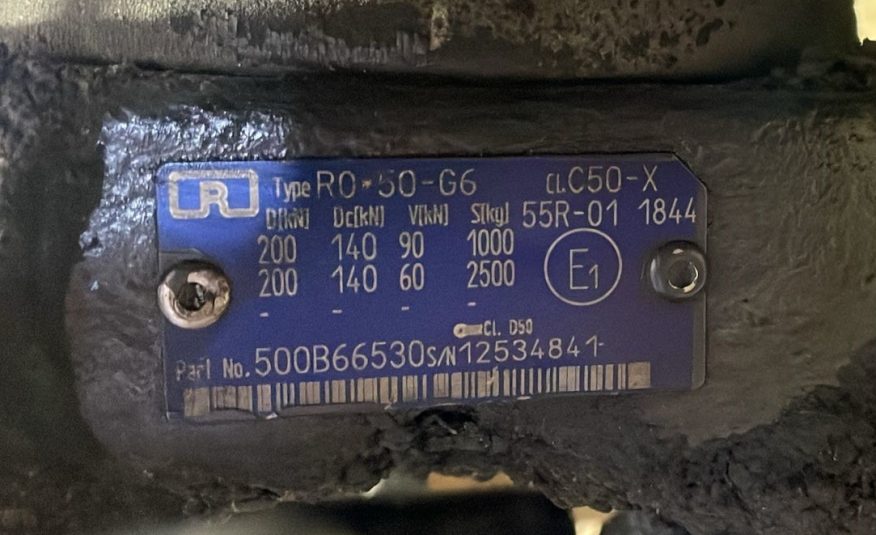 R Type RO*50-G6 CL.C50-X
D[kN] Dc[kN] V[kN] S[kg] 55R-01 1844
200 140 90 1000
200 140 60 2500 E1
- - - -
CL. D50
Part No. 500B66530 S/N 12534841-